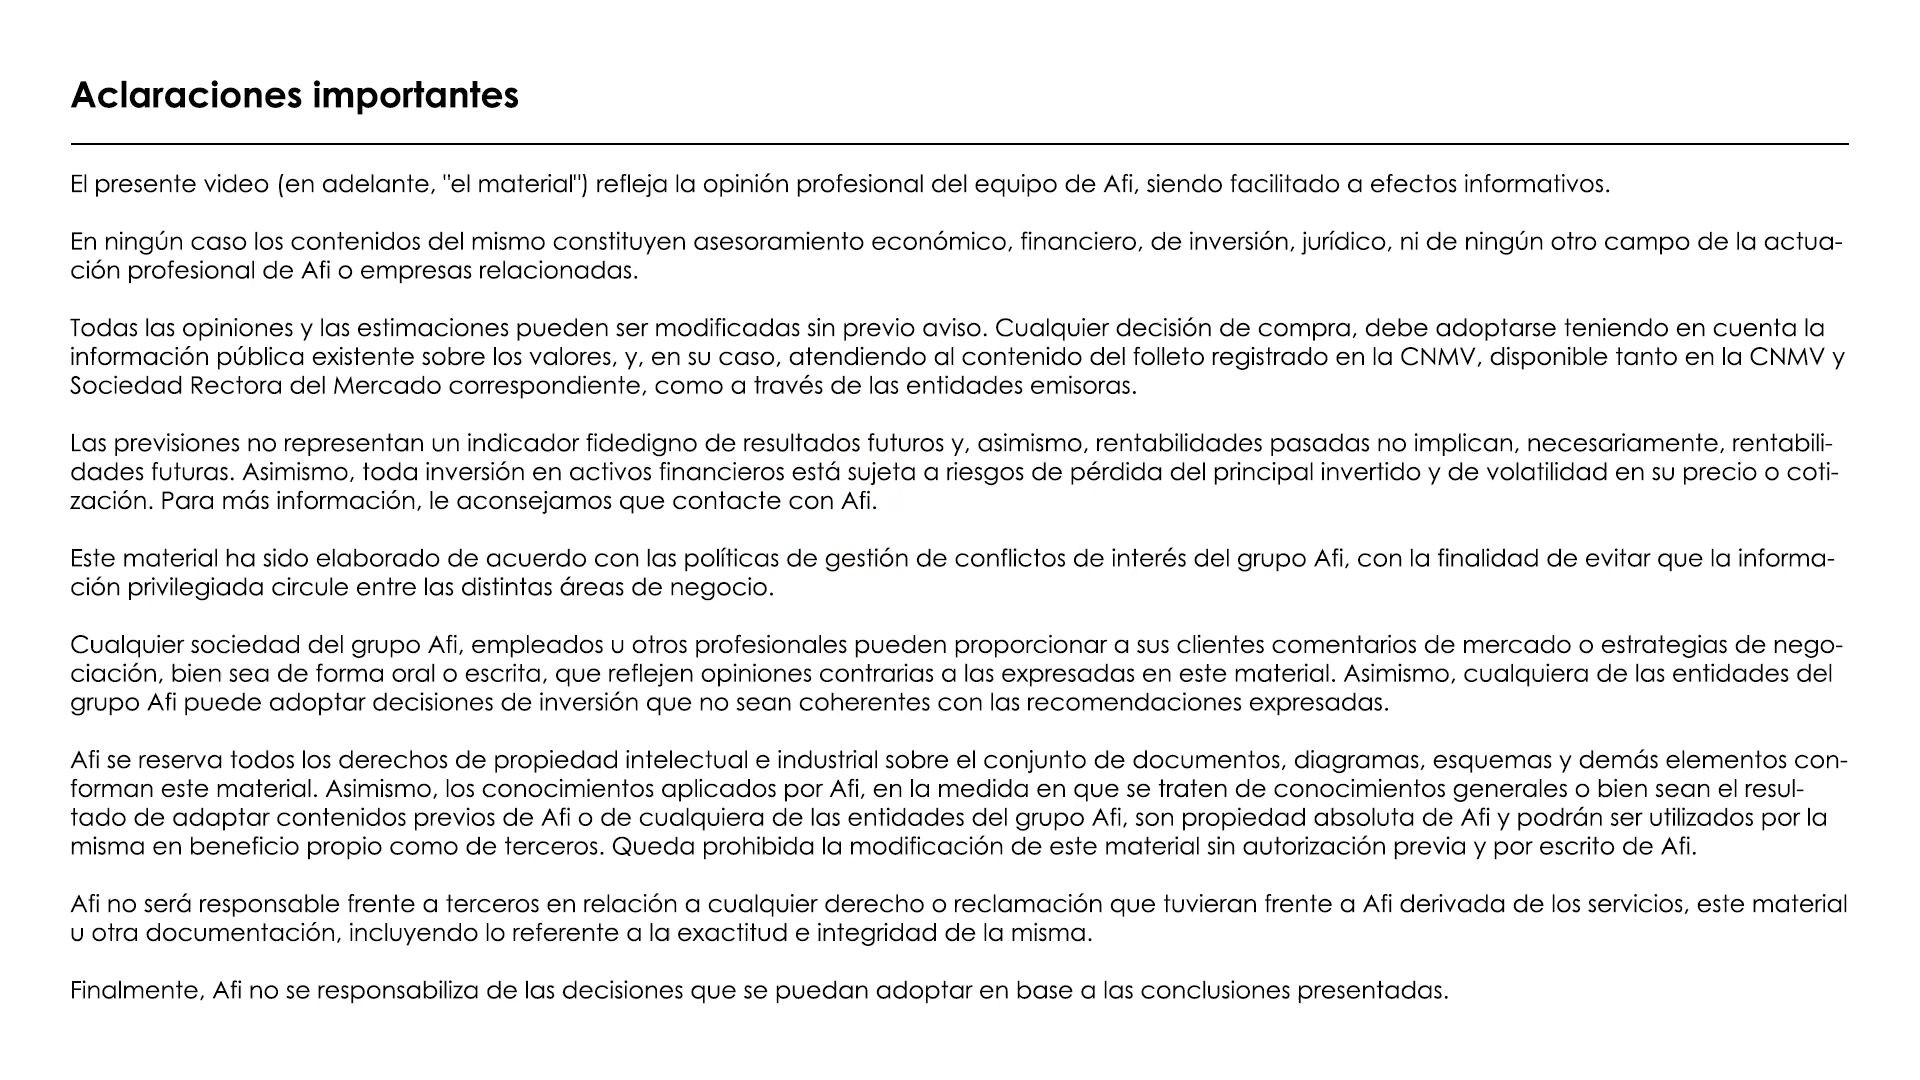 Aclaraciones importantes
El presente video (en adelante, "el material") refleja la opinión profesional del equipo de Afi, siendo facilitado a efectos informativos.
En ningún caso los contenidos del mismo constituyen asesoramiento económico, financiero, de inversión, jurídico, ni de ningún otro campo de la actua-
ción profesional de Afi o empresas relacionadas.
Todas las opiniones y las estimaciones pueden ser modificadas sin previo aviso. Cualquier decisión de compra, debe adoptarse teniendo en cuenta la
información pública existente sobre los valores, y, en su caso, atendiendo al contenido del folleto registrado en la CNMV, disponible tanto en la CNMV y
Sociedad Rectora del Mercado correspondiente, como a través de las entidades emisoras.
Las previsiones no representan un indicador fidedigno de resultados futuros y, asimismo, rentabilidades pasadas no implican, necesariamente, rentabili-
dades futuras. Asimismo, toda inversión en activos financieros está sujeta a riesgos de pérdida del principal invertido y de volatilidad en su precio o coti-
zación. Para más información, le aconsejamos que contacte con Afi.
Este material ha sido elaborado de acuerdo con las políticas de gestión de conflictos de interés del grupo Afi, con la finalidad de evitar que la informa-
ción privilegiada circule entre las distintas áreas de negocio.
Cualquier sociedad del grupo Afi, empleados u otros profesionales pueden proporcionar a sus clientes comentarios de mercado o estrategias de nego-
ciación, bien sea de forma oral o escrita, que reflejen opiniones contrarias a las expresadas en este material. Asimismo, cualquiera de las entidades del
grupo Afi puede adoptar decisiones de inversión que no sean coherentes con las recomendaciones expresadas.
Afi se reserva todos los derechos de propiedad intelectual e industrial sobre el conjunto de documentos, diagramas, esquemas y demás elementos con-
forman este material. Asimismo, los conocimientos aplicados por Afi, en la medida en que se traten de conocimientos generales o bien sean el resul-
tado de adaptar contenidos previos de Afi o de cualquiera de las entidades del grupo Afi, son propiedad absoluta de Afi y podrán ser utilizados por la
misma en beneficio propio como de terceros. Queda prohibida la modificación de este material sin autorización previa y por escrito de Afi.
Afi no será responsable frente a terceros en relación a cualquier derecho o reclamación que tuvieran frente a Afi derivada de los servicios, este material
u otra documentación, incluyendo lo referente a la exactitud e integridad de la misma.
Finalmente, Afi no se responsabiliza de las decisiones que se puedan adoptar en base a las conclusiones presentadas.